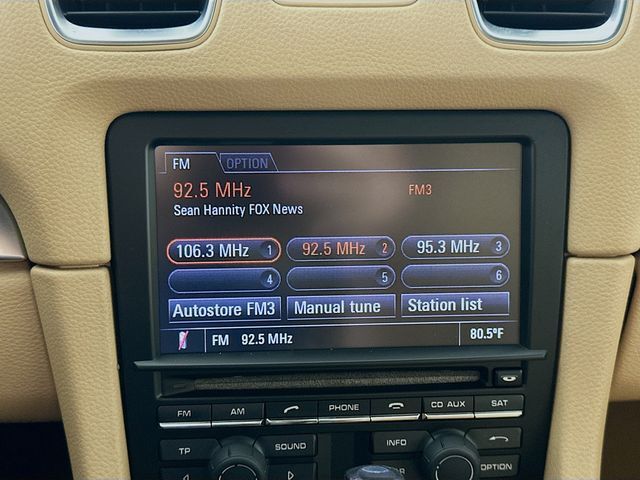 FM OPTION
92.5 MHz FM3
Sean Hannity FOX News
106.3 MHz 1 92.5 MHz 2 95.3 MHz 3
4 5 6
Autostore FM3 Manual tune Station list
FM 92.5 MHz 80.5°F
FM AM PHONE CD AUX SAT
TP SOUND INFO
OPTION